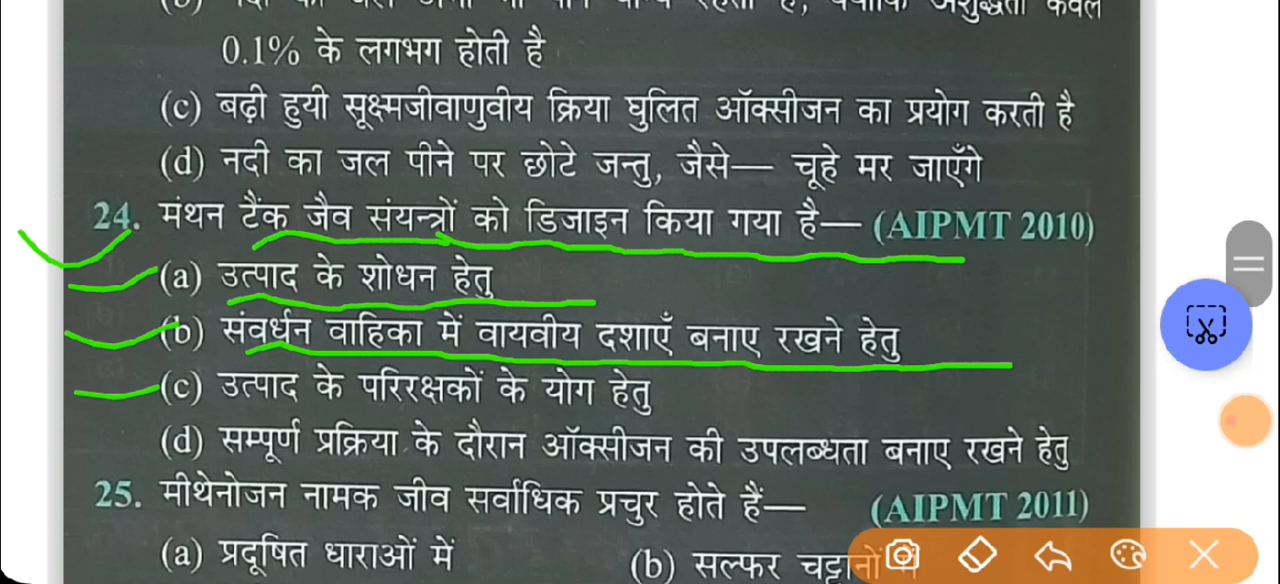 0.1% के लगभग होती है
(c) बढ़ी हुयी सूक्ष्मजीवाणुवीय क्रिया घुलित ऑक्सीजन का प्रयोग करती है
(d) नदी का जल पीने पर छोटे जन्तु, जैसे— चूहे मर जाएँगे
24. मंथन टैंक जैव संयन्त्रों को डिजाइन किया गया है— (AIPMT 2010)
(a) उत्पाद के शोधन हेतु
(b) संवर्धन वाहिका में वायवीय दशाएँ बनाए रखने हेतु
(c) उत्पाद के परिरक्षकों के योग हेतु
(d) सम्पूर्ण प्रक्रिया के दौरान ऑक्सीजन की उपलब्धता बनाए रखने हेतु
25. मीथेनोजन नामक जीव सर्वाधिक प्रचुर होते हैं— (AIPMT 2011)
(a) प्रदूषित धाराओं में (b) सल्फर चट्टानों में